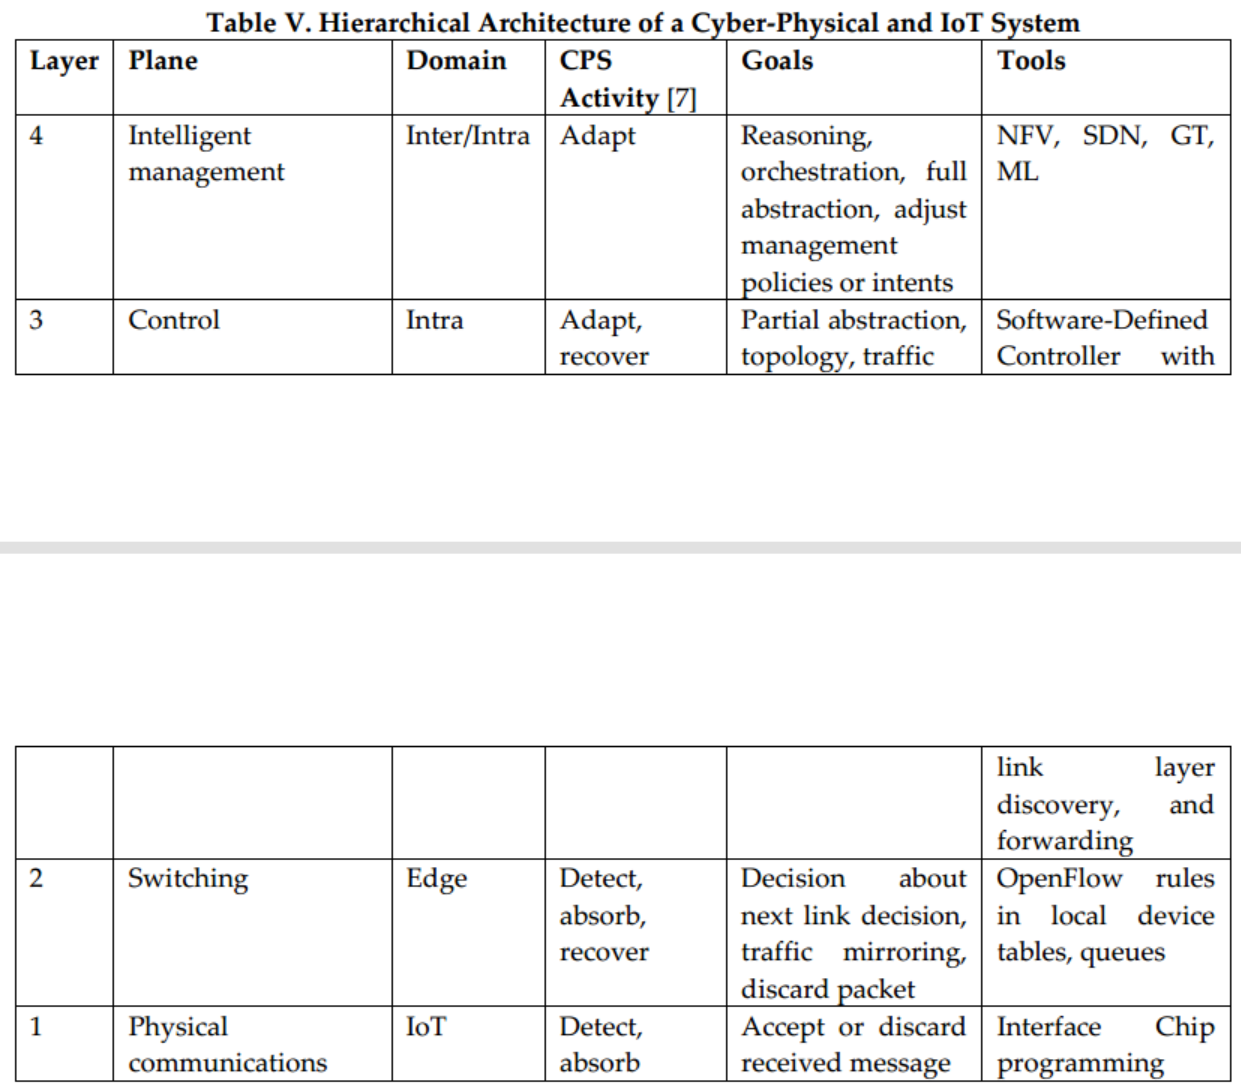 Table V. Hierarchical Architecture of a Cyber-Physical and IoT System
Layer Plane Domain CPS Activity [7] Goals Tools
4 Intelligent management Inter/Intra Adapt Reasoning, orchestration, full abstraction, adjust management policies or intents NFV, SDN, GT, ML
3 Control Intra Adapt, recover Partial abstraction, topology, traffic Software-Defined Controller with
link layer discovery, and forwarding
2 Switching Edge Detect, absorb, recover Decision about next link decision, traffic mirroring, discard packet OpenFlow rules in local device tables, queues
1 Physical communications IoT Detect, absorb Accept or discard received message Interface Chip programming